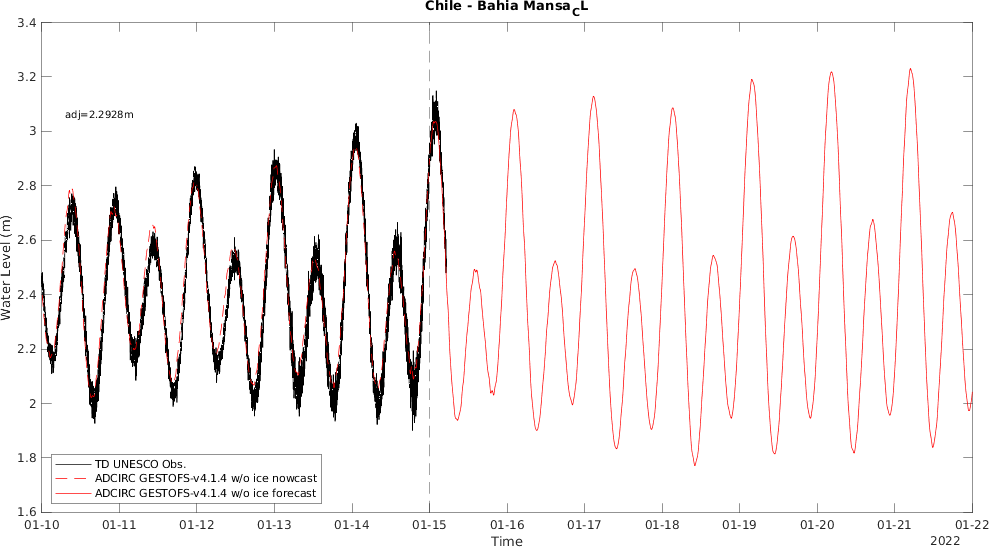 Chile - Bahia Mansa_CL
3.4
3.2
3
2.8
2.6
2.4
2.2
2
1.8
1.6
Water Level (m)
adj=2.2928m
TD UNESCO Obs.
ADCIRC GESTOFS-v4.1.4 w/o ice nowcast
ADCIRC GESTOFS-v4.1.4 w/o ice forecast
01-10 01-11 01-12 01-13 01-14 01-15 01-16 01-17 01-18 01-19 01-20 01-21 01-22
Time
2022